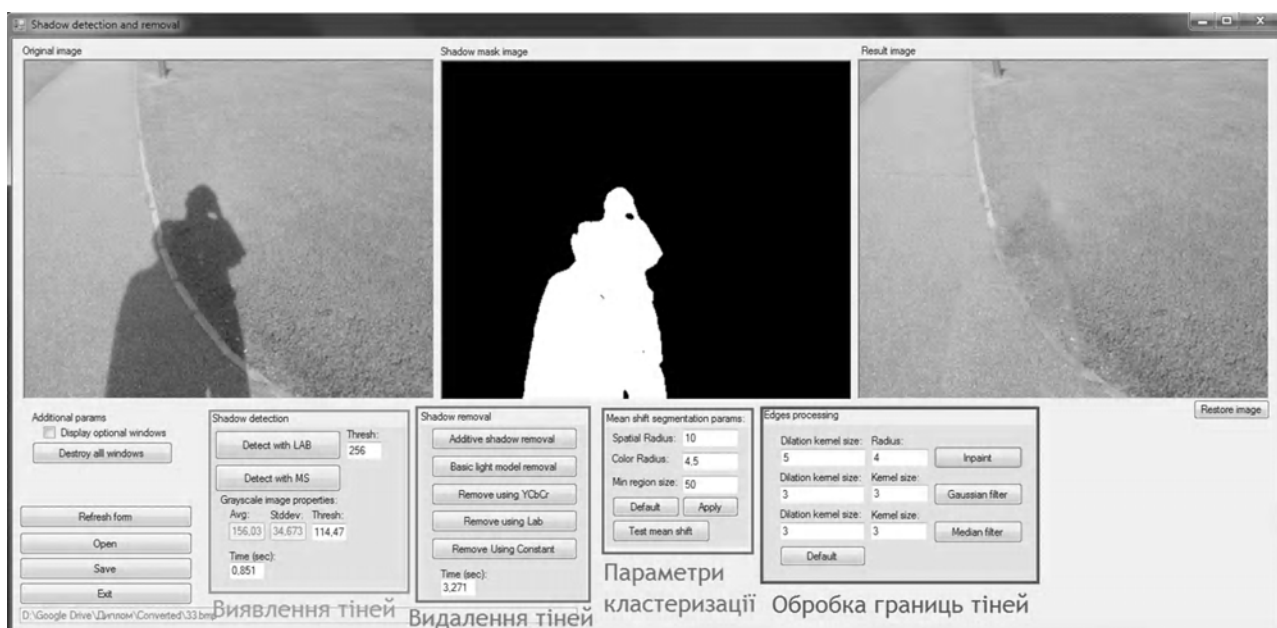 Shadow detection and removal
Original image
Shadow mask image
Result image
Restore image
Additional params
Display optional windows
Destroy alll windows
Refresh form
Open
Save
Exit
D:\Google Drive\Диплом\Converted\33.bmp
Shadow detection
Detect with LAB
Thresh:
256
Detect with MS
Grayscale image properties:
Avg: Stddev: Thresh:
156,03 34,673 114,47
Time (sec):
0,851
Виявлення тіней
Shadow removal
Additive shadow removal
Basic light model removal
Remove using YCbCr
Remove using Lab
Remove Using Constant
Time (sec):
3,271
Видалення тіней
Mean shift segmentation params:
Spatial Radius: 10
Color Radius: 4.5
Min region size: 50
Default Apply
Test mean shift
Параметри
кластеризації
Edges processing
Dilation kernel size: Radius:
5 4 Inpaint
Dilation kernel size: Kernel size:
3 3 Gaussian filter
Dilation kernel size: Kernel size:
3 3 Median filter
Default
Обробка границь тіней